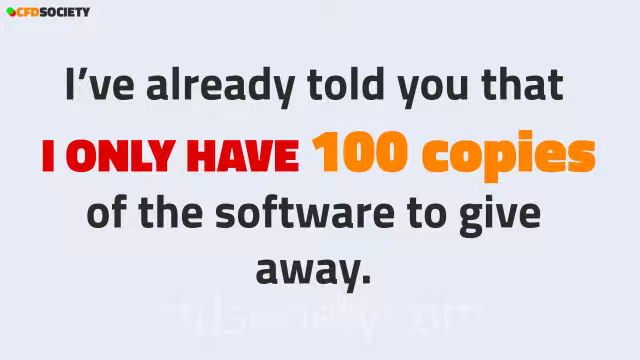 CFDSOCIETY
I’ve already told you that
I ONLY HAVE 100 copies
of the software to give
away.